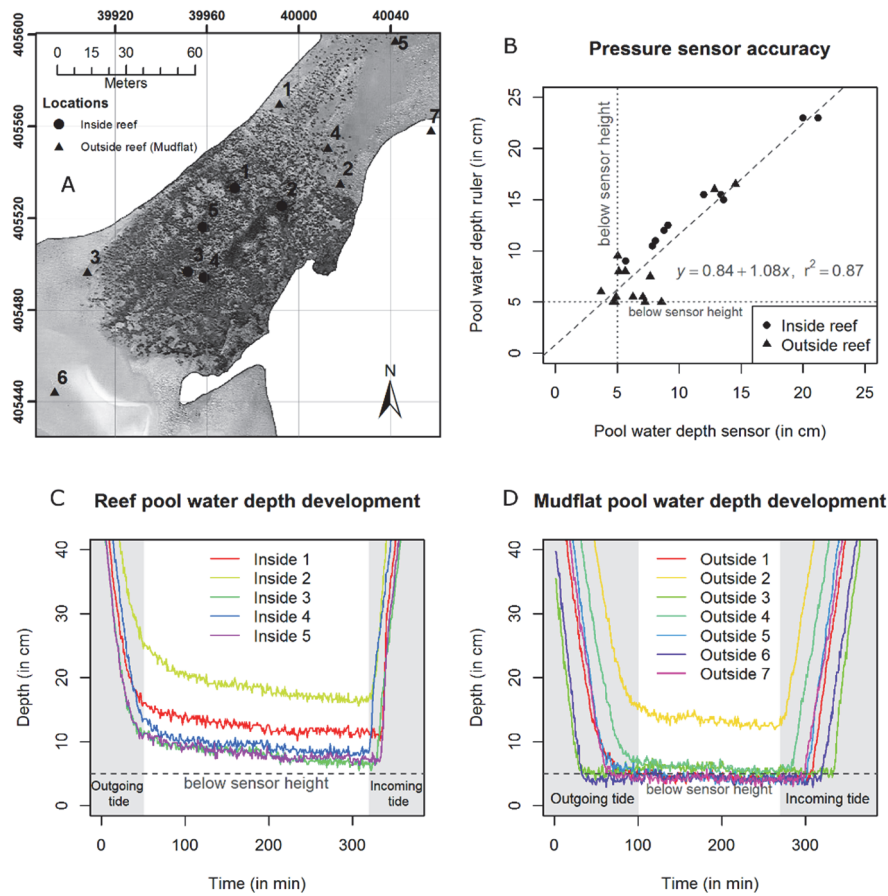 39920 39960 40000 40040
405600
405560
405520
405480
405440
0 15 30 60
Meters
Locations
Inside reef
Outside reef (Mudflat)
A
5
1
7
4
2
1
2
5
3
3
4
6
N
B Pressure sensor accuracy
Pool water depth ruler (in cm)
25
20
15
10
5
0
below sensor height
y = 0.84 + 1.08x, r² = 0.87
below sensor height
Inside reef
Outside reef
0 5 10 15 20 25
Pool water depth sensor (in cm)
C Reef pool water depth development
Depth (in cm)
40
30
20
10
0
Inside 1
Inside 2
Inside 3
Inside 4
Inside 5
below sensor height
Outgoing
tide
Incoming
tide
0 100 200 300
Time (in min)
D Mudflat pool water depth development
Depth (in cm)
40
30
20
10
0
Outside 1
Outside 2
Outside 3
Outside 4
Outside 5
Outside 6
Outside 7
below sensor height
Outgoing tide
Incoming tide
0 100 200 300
Time (in min)